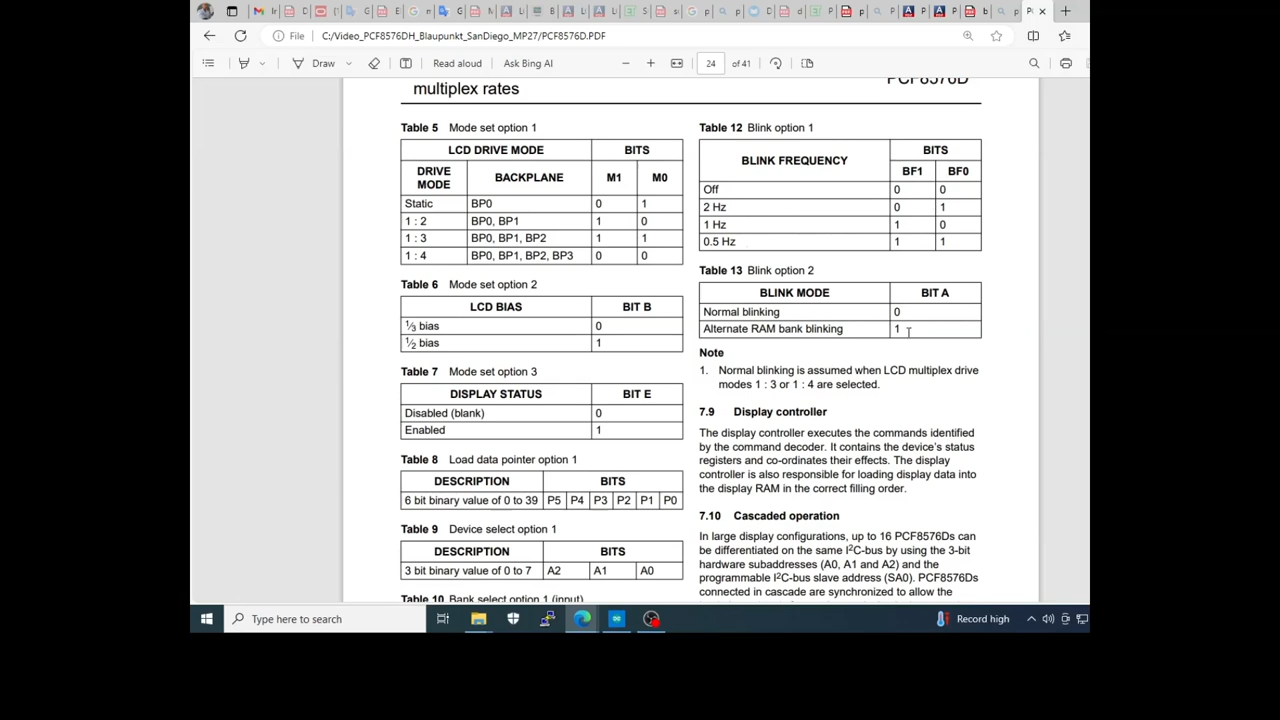 File
C:/Video_PCF8576DH_Blaupunkt_SanDiego_MP27/PCF8576D.PDF
Draw
Read aloud
Ask Bing AI
24
of 41
multiplex rates
PCF8576D
Table 5 Mode set option 1
LCD DRIVE MODE BITS
DRIVE MODE BACKPLANE M1 M0
Static BP0 0 1
1 : 2 BP0, BP1 1 0
1 : 3 BP0, BP1, BP2 1 1
1 : 4 BP0, BP1, BP2, BP3 0 0
Table 6 Mode set option 2
LCD BIAS BIT B
1/3 bias 0
1/2 bias 1
Table 7 Mode set option 3
DISPLAY STATUS BIT E
Disabled (blank) 0
Enabled 1
Table 8 Load data pointer option 1
DESCRIPTION BITS
6 bit binary value of 0 to 39 P5 P4 P3 P2 P1 P0
Table 9 Device select option 1
DESCRIPTION BITS
3 bit binary value of 0 to 7 A2 A1 A0
Table 10 Bank select option 1 (input)
Table 12 Blink option 1
BLINK FREQUENCY BITS
BF1 BF0
Off 0 0
2 Hz 0 1
1 Hz 1 0
0.5 Hz 1 1
Table 13 Blink option 2
BLINK MODE BIT A
Normal blinking 0
Alternate RAM bank blinking 1
Note
1. Normal blinking is assumed when LCD multiplex drive
modes 1 : 3 or 1 : 4 are selected.
7.9 Display controller
The display controller executes the commands identified
by the command decoder. It contains the device's status
registers and co-ordinates their effects. The display
controller is also responsible for loading display data into
the display RAM in the correct filling order.
7.10 Cascaded operation
In large display configurations, up to 16 PCF8576Ds can
be differentiated on the same I²C-bus by using the 3-bit
hardware subaddresses (A0, A1 and A2) and the
programmable I²C-bus slave address (SA0). PCF8576Ds
connected in cascade are synchronized to allow the
Type here to search
Record high